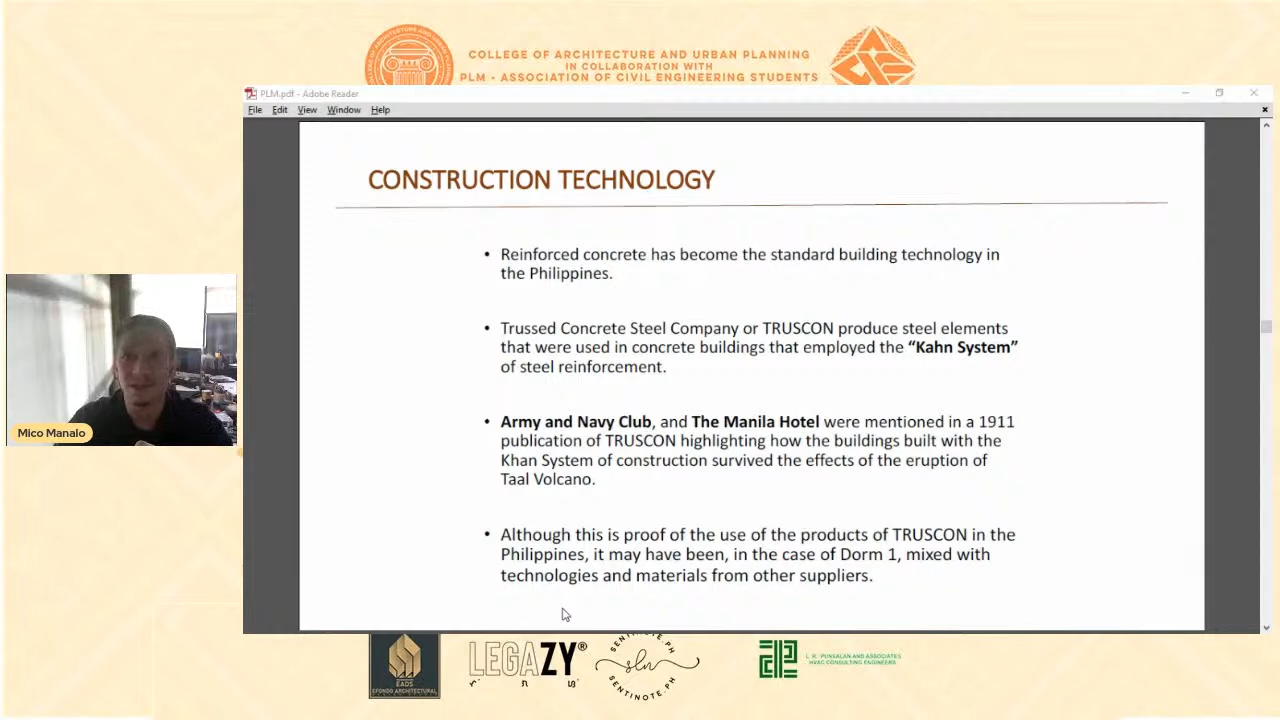 COLLEGE OF ARCHITECTURE AND URBAN PLANNING
IN COLLABORATION WITH
PLM - ASSOCIATION OF CIVIL ENGINEERING STUDENTS
PLM.pdf - Adobe Reader
File Edit View Window Help
CONSTRUCTION TECHNOLOGY
• Reinforced concrete has become the standard building technology in
the Philippines.
• Trussed Concrete Steel Company or TRUSCON produce steel elements
that were used in concrete buildings that employed the “Kahn System”
of steel reinforcement.
• Army and Navy Club, and The Manila Hotel were mentioned in a 1911
publication of TRUSCON highlighting how the buildings built with the
Khan System of construction survived the effects of the eruption of
Taal Volcano.
• Although this is proof of the use of the products of TRUSCON in the
Philippines, it may have been, in the case of Dorm 1, mixed with
technologies and materials from other suppliers.
Mico Manalo
EADS
EFONDO ARCHITECTURAL
LEGAZY®
SENTINOTE.PH
sln
SENTINOTE.PH
L. R. PUNSALAN AND ASSOCIATES
HVAC CONSULTING ENGINEERS